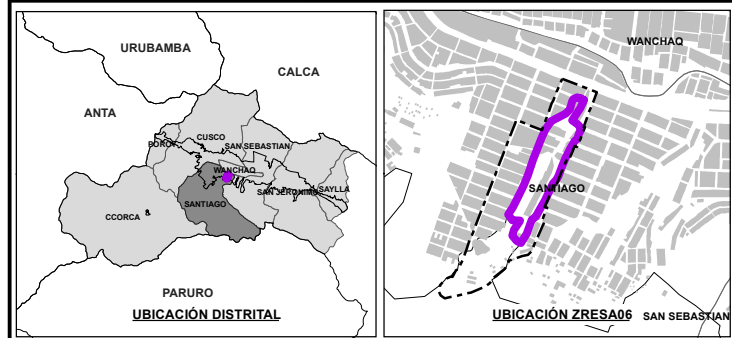 URUBAMBA
CALCA
ANTA
CUSCO
POROY
SAN SEBASTIAN
WANCHAQ
SAN JERONIMO
SAYLLA
SANTIAGO
CCORCA
PARURO
UBICACIÓN DISTRITAL
WANCHAQ
SANTIAGO
UBICACIÓN ZRESA06
SAN SEBASTIAN